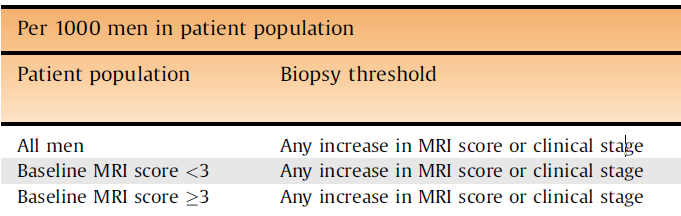 Per 1000 men in patient population
Patient population Biopsy threshold
All men Any increase in MRI score or clinical stage
Baseline MRI score <3 Any increase in MRI score or clinical stage
Baseline MRI score ≥3 Any increase in MRI score or clinical stage